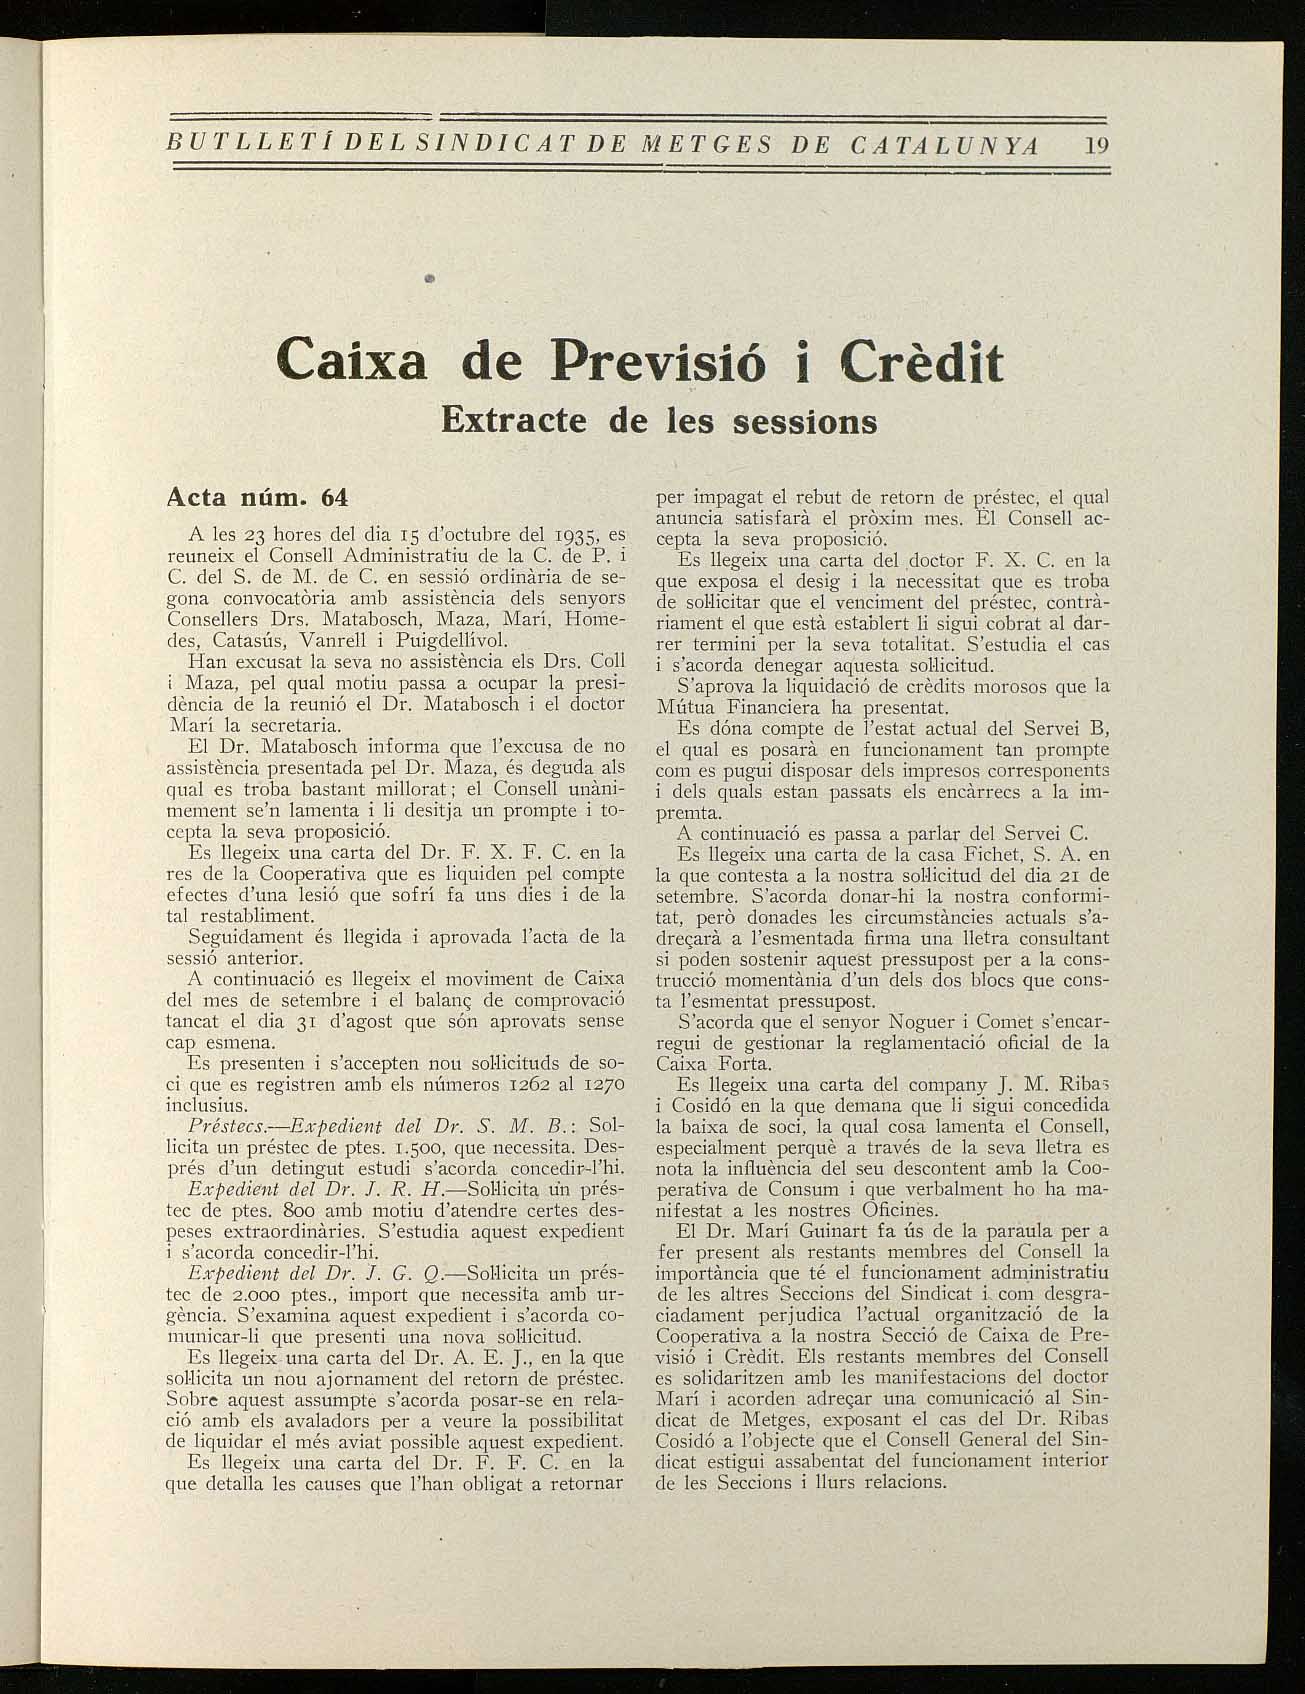 BUTLLETÍ DEL SINDICAT DE METGES DE CATALUNYA 19
Caixa de Previsió i Crèdit
Extracte de les sessions
Acta núm. 64
A les 23 hores del dia 15 d'octubre del 1935, es
reuneix el Consell Administratiu de la C. de P. i
C. del S. de M. de C. en sessió ordinària de se-
gona convocatòria amb assistència dels senyors
Consellers Drs. Matabosch, Maza, Marí, Home-
des, Catasús, Vanrell i Puigdellívol.
Han excusat la seva no assistència els Drs. Coll
i Maza, pel qual motiu passa a ocupar la presi-
dència de la reunió el Dr. Matabosch i el doctor
Marí la secretaria.
El Dr. Matabosch informa que l'excusa de no
assistència presentada pel Dr. Maza, és deguda als
qual es troba bastant millorat; el Consell unàni-
mement se'n lamenta i li desitja un prompte i to-
cepta la seva proposició.
Es llegeix una carta del Dr. F. X. F. C. en la
res de la Cooperativa que es liquiden pel compte
efectes d'una lesió que sofrí fa uns dies i de la
tal restabliment.
Seguidament és llegida i aprovada l'acta de la
sessió anterior.
A continuació es llegeix el moviment de Caixa
del mes de setembre i el balanç de comprovació
tancat el dia 31 d'agost que són aprovats sense
cap esmena.
Es presenten i s'accepten nou sol·licituds de so-
ci que es registren amb els números 1262 al 1270
inclusius.
Préstecs.—Expedient del Dr. S. M. B.: Sol-
licita un préstec de ptes. 1.500, que necessita. Des-
prés d'un detingut estudi s'acorda concedir-l'hi.
Expedient del Dr. J. R. H.—Sol·licita un prés-
tec de ptes. 800 amb motiu d'atendre certes des-
peses extraordinàries. S'estudia aquest expedient
i s'acorda concedir-l'hi.
Expedient del Dr. J. G. Q.—Sol·licita un prés-
tec de 2.000 ptes., import que necessita amb ur-
gència. S'examina aquest expedient i s'acorda co-
municar-li que presenti una nova sol·licitud.
Es llegeix una carta del Dr. A. E. J., en la que
sol·licita un nou ajornament del retorn de préstec.
Sobre aquest assumpte s'acorda posar-se en rela-
ció amb els avaladors per a veure la possibilitat
de liquidar el més aviat possible aquest expedient.
Es llegeix una carta del Dr. F. F. C. en la
que detalla les causes que l'han obligat a retornar
per impagat el rebut de retorn de préstec, el qual
anuncia satisfarà el pròxim mes. El Consell ac-
cepta la seva proposició.
Es llegeix una carta del doctor F. X. C. en la
que exposa el desig i la necessitat que es troba
de sol·licitar que el venciment del préstec, contrà-
riament el que està establert li sigui cobrat al dar-
rer termini per la seva totalitat. S'estudia el cas
i s'acorda denegar aquesta sol·licitud.
S'aprova la liquidació de crèdits morosos que la
Mútua Financiera ha presentat.
Es dóna compte de l'estat actual del Servei B,
el qual es posarà en funcionament tan prompte
com es pugui disposar dels impresos corresponents
i dels quals estan passats els encàrrecs a la im-
premta.
A continuació es passa a parlar del Servei C.
Es llegeix una carta de la casa Fichet, S. A. en
la que contesta a la nostra sol·licitud del dia 21 de
setembre. S'acorda donar-hi la nostra conformi-
tat, però donades les circumstàncies actuals s'a-
dreçarà a l'esmentada firma una lletra consultant
si poden sostenir aquest pressupost per a la cons-
trucció momentània d'un dels dos blocs que cons-
ta l'esmentat pressupost.
S'acorda que el senyor Noguer i Comet s'encar-
regui de gestionar la reglamentació oficial de la
Caixa Forta.
Es llegeix una carta del company J. M. Ribas
i Cosidó en la que demana que li sigui concedida
la baixa de soci, la qual cosa lamenta el Consell,
especialment perquè a través de la seva lletra es
nota la influència del seu descontent amb la Coo-
perativa de Consum i que verbalment ho ha ma-
nifestat a les nostres Oficines.
El Dr. Marí Guinart fa ús de la paraula per a
fer present als restants membres del Consell la
importància que té el funcionament administratiu
de les altres Seccions del Sindicat i com desgra-
ciadament perjudica l'actual organització de la
Cooperativa a la nostra Secció de Caixa de Pre-
visió i Crèdit. Els restants membres del Consell
es solidaritzen amb les manifestacions del doctor
Marí i acorden adreçar una comunicació al Sin-
dicat de Metges, exposant el cas del Dr. Ribas
Cosidó a l'objecte que el Consell General del Sin-
dicat estigui assabentat del funcionament interior
de les Seccions i llurs relacions.